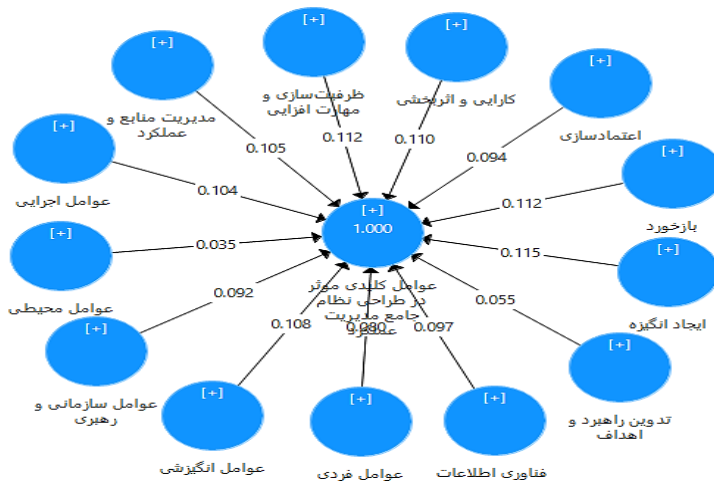 [+]
ظرفیت‌سازی و
مهارت افزایی
[+]
کارایی و اثربخشی
[+]
مدیریت منابع و
عملکرد
[+]
اعتمادسازی
[+]
عوامل اجرایی
[+]
بازخورد
[+]
عوامل محیطی
[+]
ایجاد انگیزه
[+]
عوامل سازمانی و
رهبری
[+]
تدوین راهبرد و
اهداف
[+]
عوامل انگیزشی
[+]
عوامل فردی
[+]
فناوری اطلاعات
[+]
1.000
عوامل کلیدی موثر
در طراحی نظام
جامع مدیریت
عملکرد
0.105
0.112
0.110
0.094
0.104
0.112
0.035
0.115
0.092
0.055
0.108
0.080
0.097